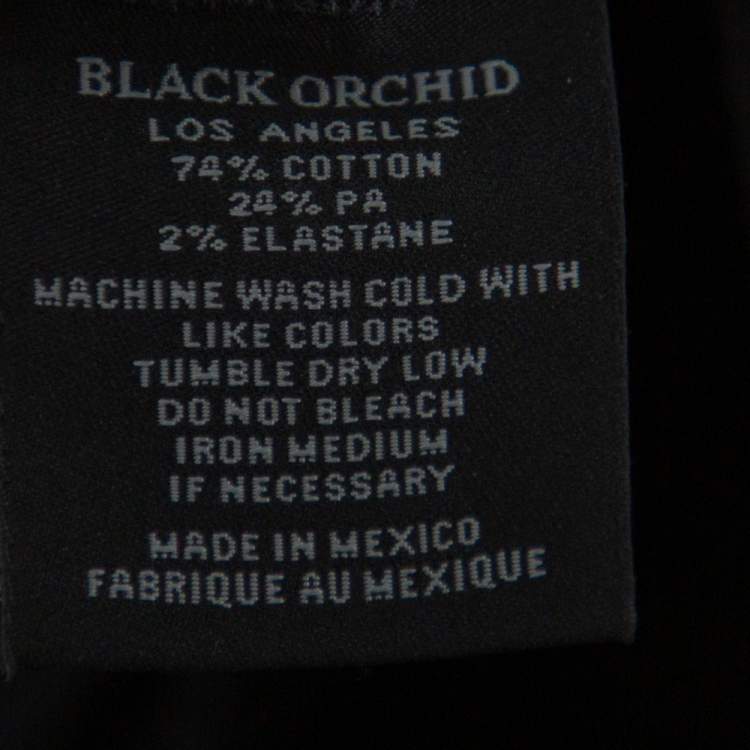 BLACK ORCHID
LOS ANGELES
74% COTTON
24% PA
2% ELASTANE
MACHINE WASH COLD WITH
LIKE COLORS
TUMBLE DRY LOW
DO NOT BLEACH
IRON MEDIUM
IF NECESSARY
MADE IN MEXICO
FABRIQUE AU MEXIQUE